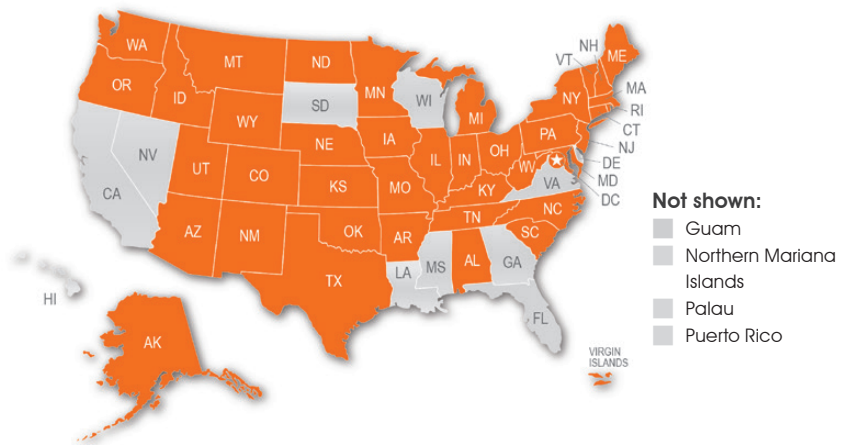 WA
MT
ND
MN
OR
ID
SD
WI
MI
VT
NH
ME
NY
MA
RI
CT
NJ
WY
NE
IA
PA
DE
MD
DC
NV
UT
CO
IL
IN
OH
WV
VA
CA
KS
MO
KY
AZ
NM
OK
AR
TN
NC
SC
TX
LA
MS
AL
GA
FL
HI
AK
VIRGIN
ISLANDS
Not shown:
Guam
Northern Mariana
Islands
Palau
Puerto Rico